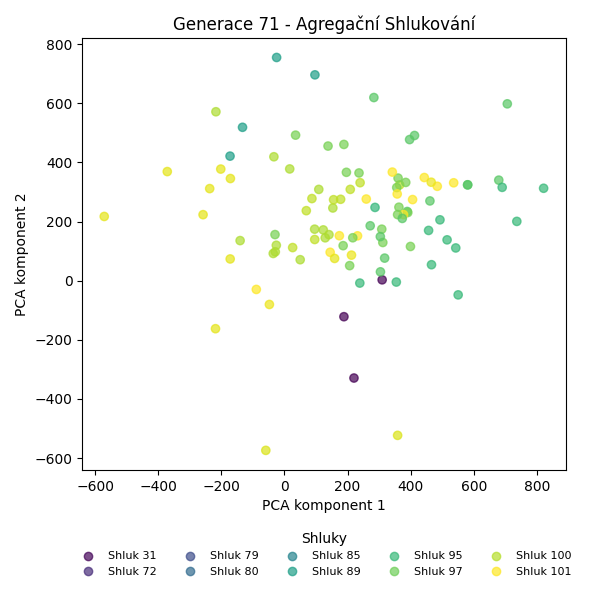 Generace 71 - Agregační Shlukování
PCA komponent 2
800
600
400
200
0
−200
−400
−600
−600 −400 −200 0 200 400 600 800
PCA komponent 1
Shluky
Shluk 31 Shluk 79 Shluk 85 Shluk 95 Shluk 100
Shluk 72 Shluk 80 Shluk 89 Shluk 97 Shluk 101